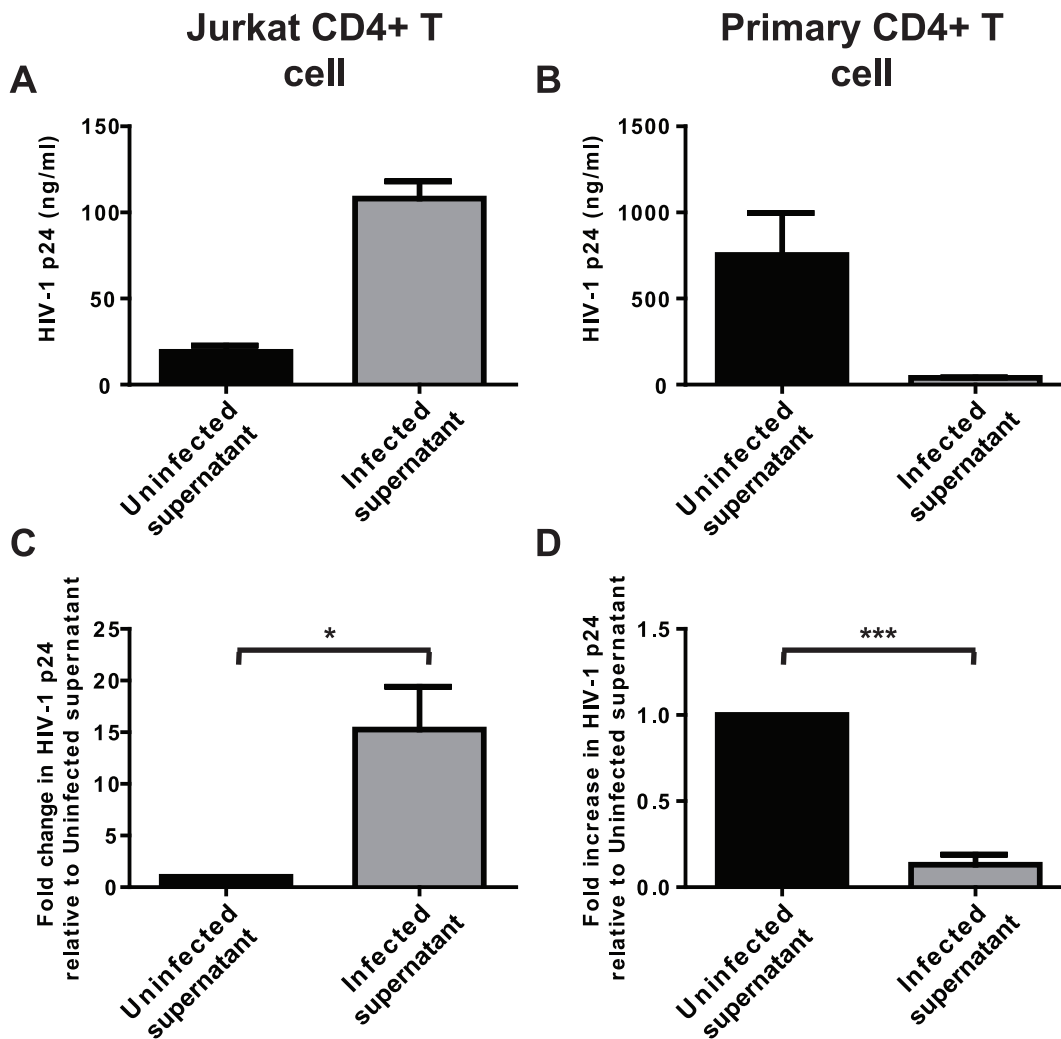 Jurkat CD4+ T
cell
Primary CD4+ T
cell
A
HIV-1 p24 (ng/ml)
150
100
50
0
Uninfected
supernatant
Infected
supernatant
B
HIV-1 p24 (ng/ml)
1500
1000
500
0
Uninfected
supernatant
Infected
supernatant
C
Fold change in HIV-1 p24
relative to Uninfected supernatant
25
20
15
10
5
0
*
Uninfected
supernatant
Infected
supernatant
D
Fold increase in HIV-1 p24
relative to Uninfected supernatant
1.5
1.0
0.5
0.0
***
Uninfected
supernatant
Infected
supernatant